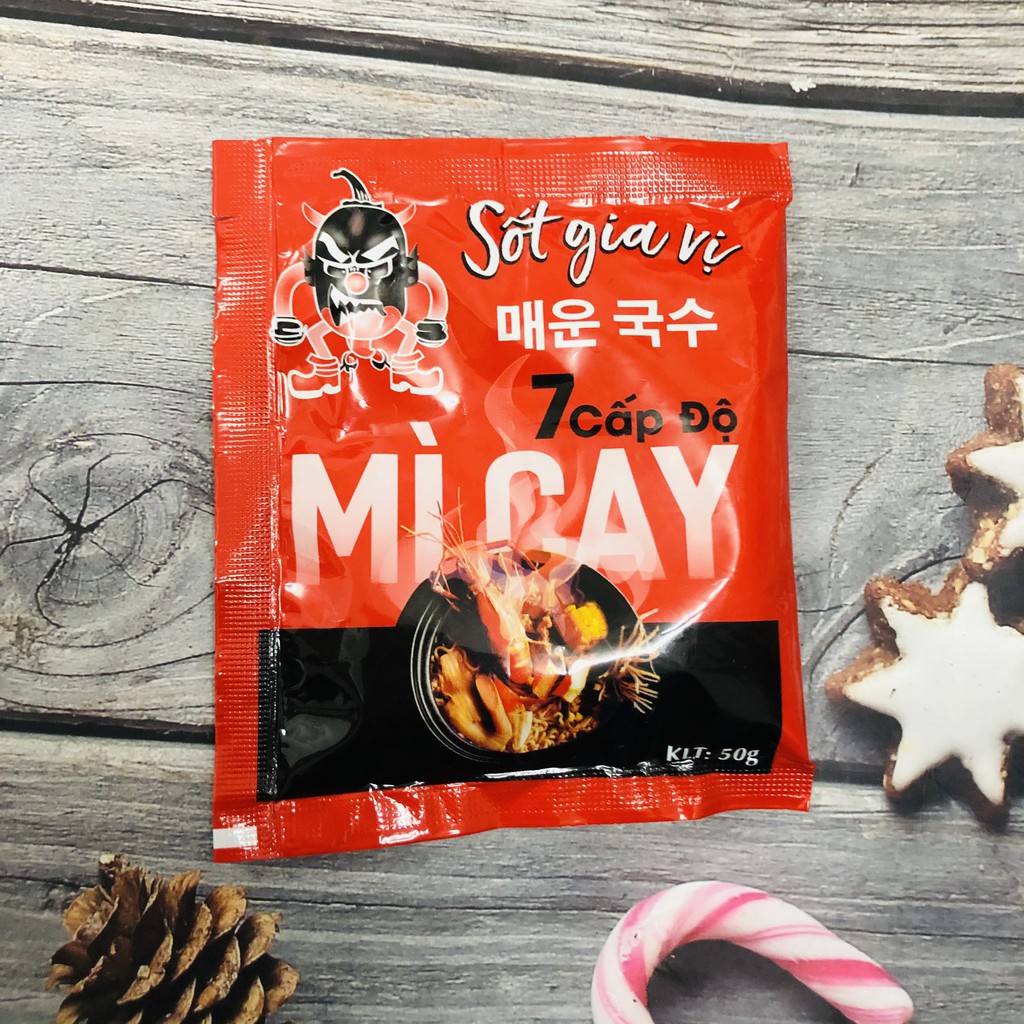 Sốt gia vị
매운 국수
7 Cấp Độ
MÌ CAY
KLT: 50g